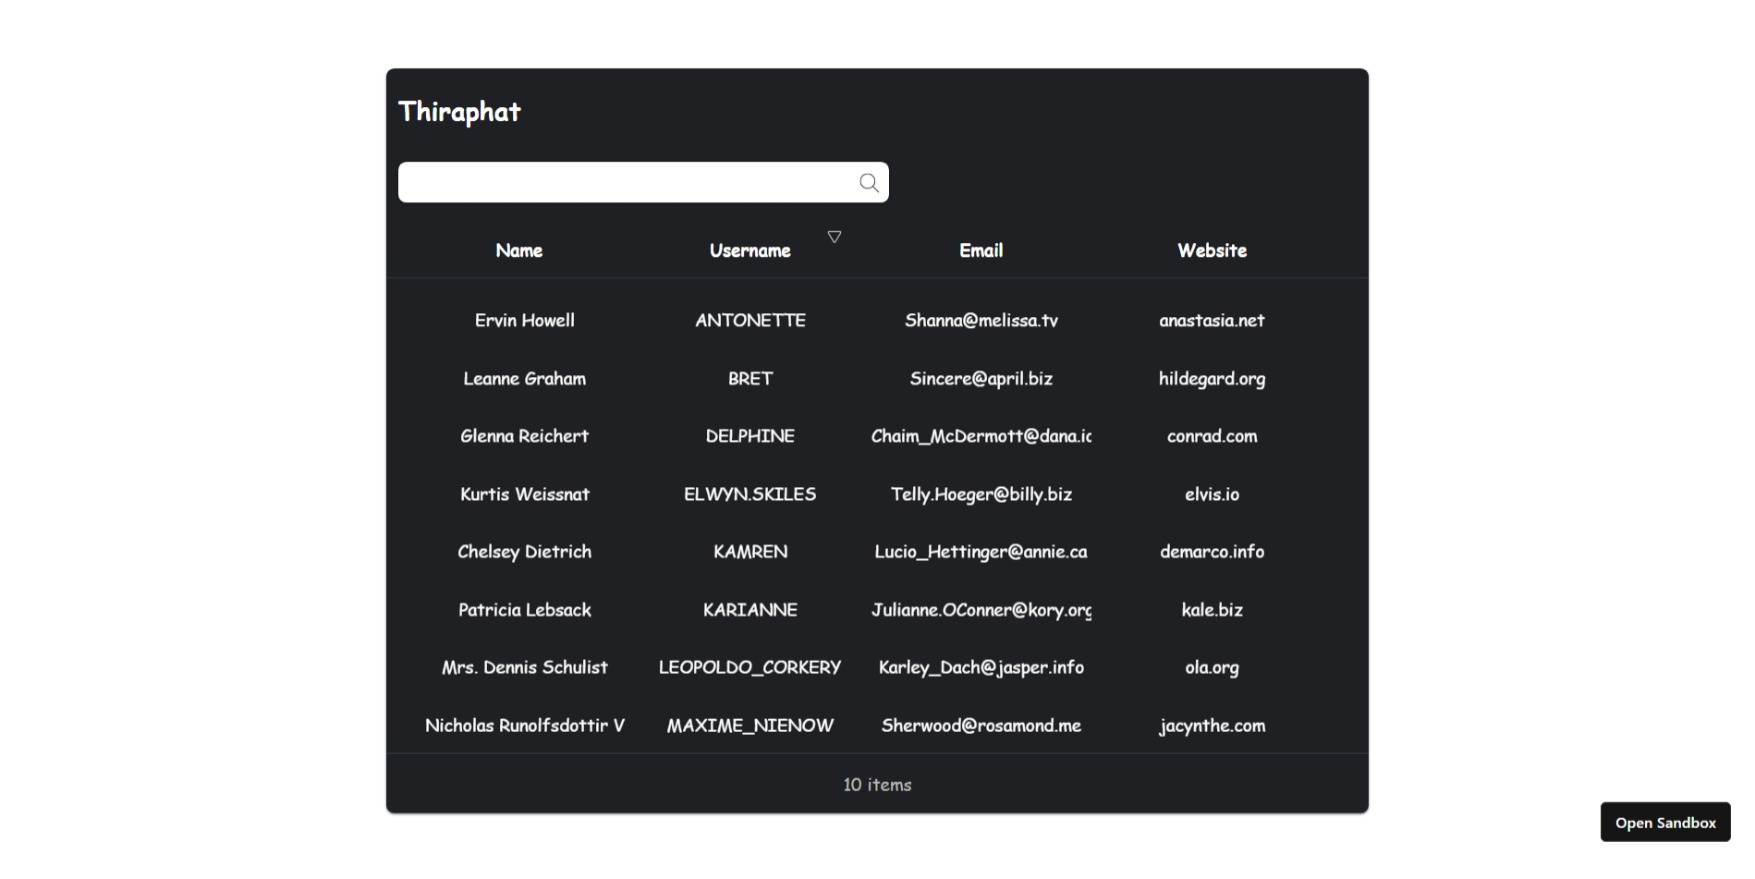 Thiraphat
Name Username Email Website
Ervin Howell ANTONETTE Shanna@melissa.tv anastasia.net
Leanne Graham BRET Sincere@april.biz hildegard.org
Glenna Reichert DELPHINE Chaim_McDermott@dana.io conrad.com
Kurtis Weissnat ELWYN.SKILES Telly.Hoeger@billy.biz elvis.io
Chelsey Dietrich KAMREN Lucio_Hettinger@annie.ca demarco.info
Patricia Lebsack KARIANNE Julianne.OConner@kory.org kale.biz
Mrs. Dennis Schulist LEOPOLDO_CORKERY Karley_Dach@jasper.info ola.org
Nicholas Runolfsdottir V MAXIME_NIENOW Sherwood@rosamond.me jacynthe.com
10 items
Open Sandbox